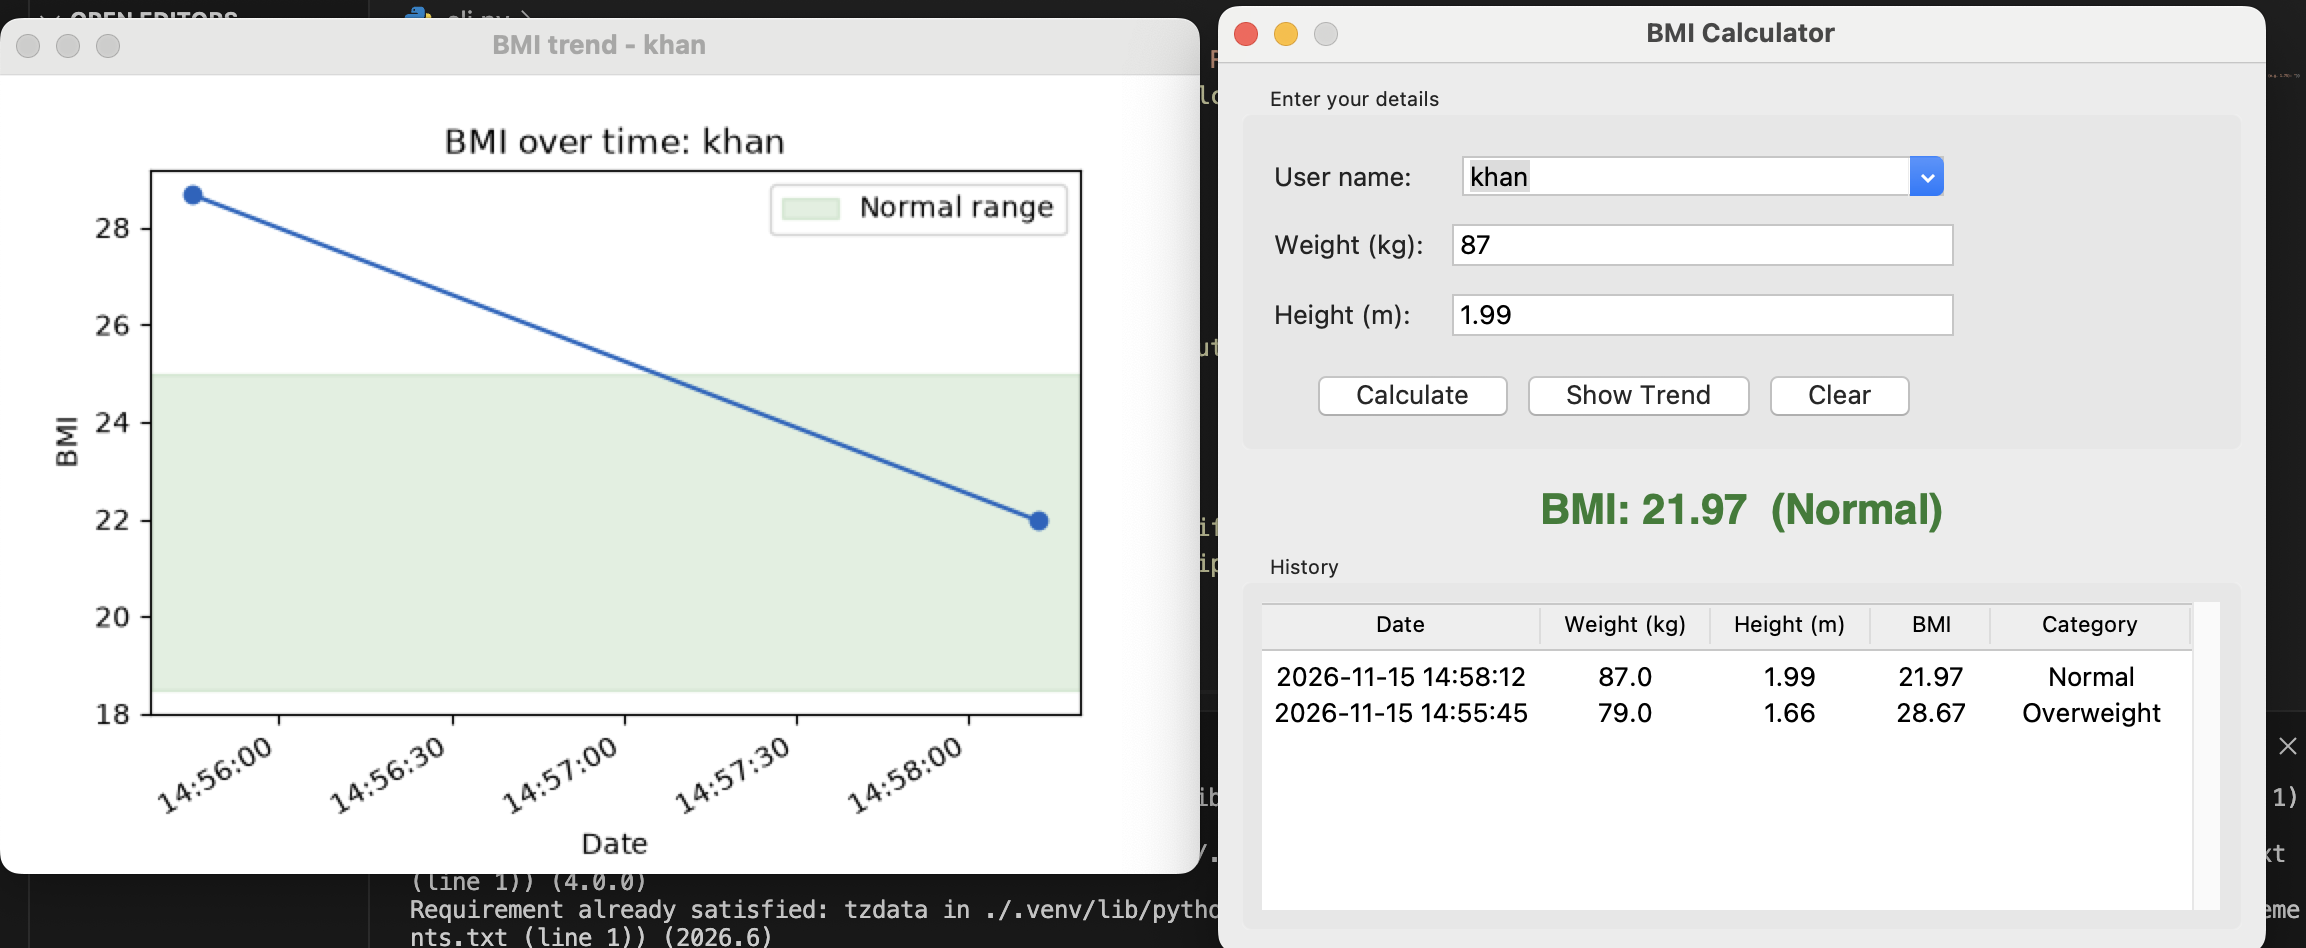 OPEN EDITORS
BMI trend - khan
BMI over time: khan
Normal range
28
26
24
22
20
18
BMI
14:56:00
14:56:30
14:57:00
14:57:30
14:58:00
Date
(line 1)) (4.0.0)
Requirement already satisfied: tzdata in ./.venv/lib/pytho
nts.txt (line 1)) (2026.6)
BMI Calculator
Enter your details
User name: khan
Weight (kg): 87
Height (m): 1.99
Calculate Show Trend Clear
BMI: 21.97 (Normal)
History
Date Weight (kg) Height (m) BMI Category
2026-11-15 14:58:12 87.0 1.99 21.97 Normal
2026-11-15 14:55:45 79.0 1.66 28.67 Overweight
1)
xt
eme